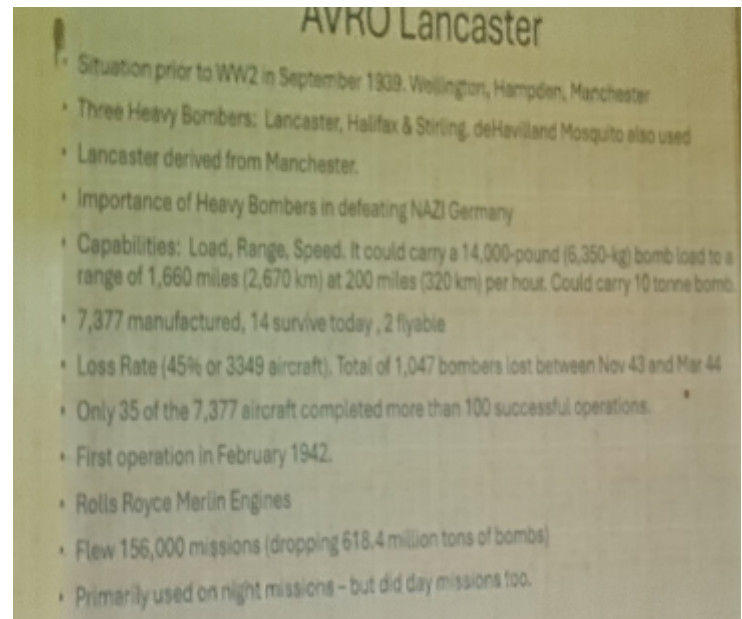 AVRO Lancaster
• Situation prior to WW2 in September 1939. Wellington, Hampden, Manchester
• Three Heavy Bombers: Lancaster, Halifax & Stirling. deHavilland Mosquito also used
• Lancaster derived from Manchester.
• Importance of Heavy Bombers in defeating NAZI Germany
• Capabilities: Load, Range, Speed. It could carry a 14,000-pound (6,350-kg) bomb load to a
range of 1,660 miles (2,670 km) at 200 miles (320 km) per hour. Could carry 10 tonne bomb.
• 7,377 manufactured, 14 survive today , 2 flyable
• Loss Rate (45% or 3349 aircraft). Total of 1,047 bombers lost between Nov 43 and Mar 44
• Only 35 of the 7,377 aircraft completed more than 100 successful operations.
• First operation in February 1942.
• Rolls Royce Merlin Engines
• Flew 156,000 missions (dropping 618.4 million tons of bombs)
• Primarily used on night missions – but did day missions too.